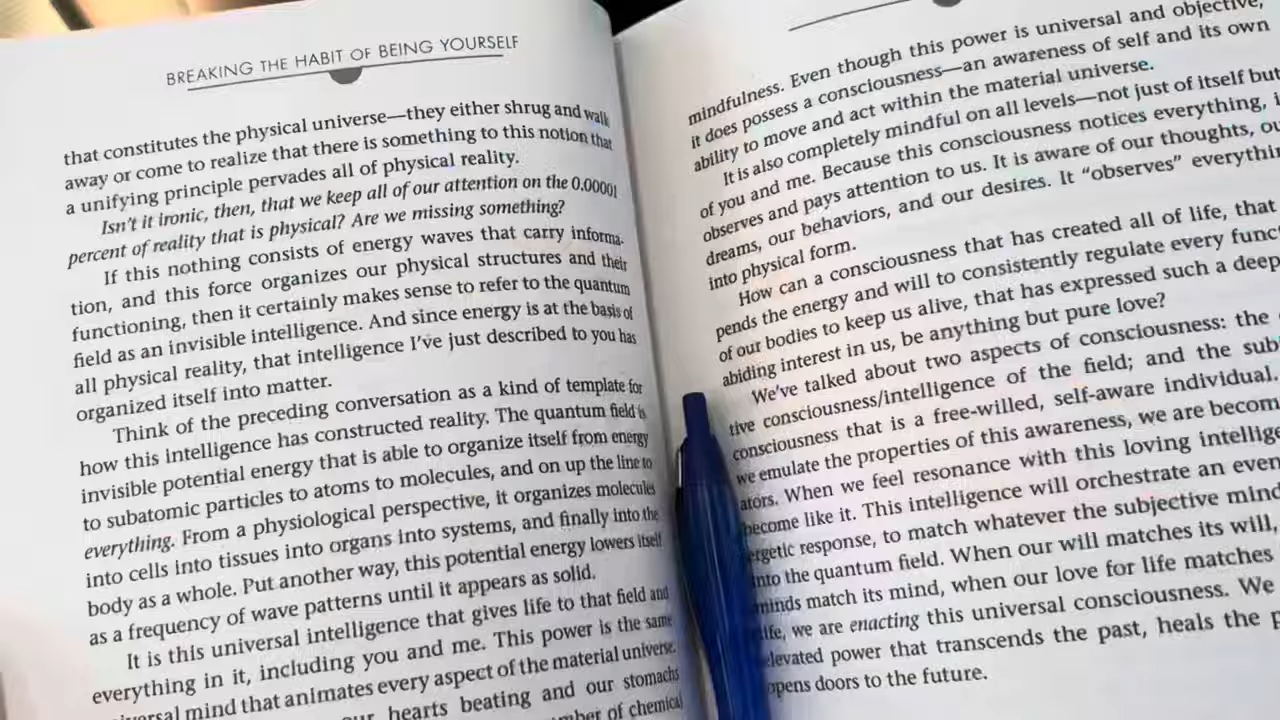 BREAKING THE HABIT OF BEING YOURSELF
that constitutes the physical universe—they either shrug and walk
away or come to realize that there is something to this notion that
a unifying principle pervades all of physical reality.
Isn't it ironic, then, that we keep all of our attention on the 0.00001
percent of reality that is physical? Are we missing something?
If this nothing consists of energy waves that carry informa-
tion, and this force organizes our physical structures and their
functioning, then it certainly makes sense to refer to the quantum
field as an invisible intelligence. And since energy is at the basis of
all physical reality, that intelligence I've just described to you has
organized itself into matter.
Think of the preceding conversation as a kind of template for
how this intelligence has constructed reality. The quantum field is
invisible potential energy that is able to organize itself from energy
to subatomic particles to atoms to molecules, and on up the line to
everything. From a physiological perspective, it organizes molecules
into cells into tissues into organs into systems, and finally into the
body as a whole. Put another way, this potential energy lowers itself
as a frequency of wave patterns until it appears as solid.
It is this universal intelligence that gives life to that field and
everything in it, including you and me. This power is the same
mind that animates every aspect of the material universe.
hearts beating and our stomachs
of chemical
mindfulness. Even though this power is universal and objective,
it does possess a consciousness—an awareness of self and its own
ability to move and act within the material universe.
It is also completely mindful on all levels—not just of itself but
of you and me. Because this consciousness notices everything,
observes and pays attention to us. It is aware of our thoughts,
dreams, our behaviors, and our desires. It "observes"
into physical form.
How can a consciousness that has created all of life, that
pends the energy and will to consistently regulate every
of our bodies to keep us alive, that has expressed such a deep
abiding interest in us, be anything but pure love?
We've talked about two aspects of consciousness: the
tive consciousness/intelligence of the field; and the
consciousness that is a free-willed, self-aware individual.
we emulate the properties of this awareness, we are
ators. When we feel resonance with this loving
become like it. This intelligence will orchestrate an
ergetic response, to match whatever the subjective mind
into the quantum field. When our will matches its will,
minds match its mind, when our love for life matches
life, we are enacting this universal consciousness. We
elevated power that transcends the past, heals the
opens doors to the future.